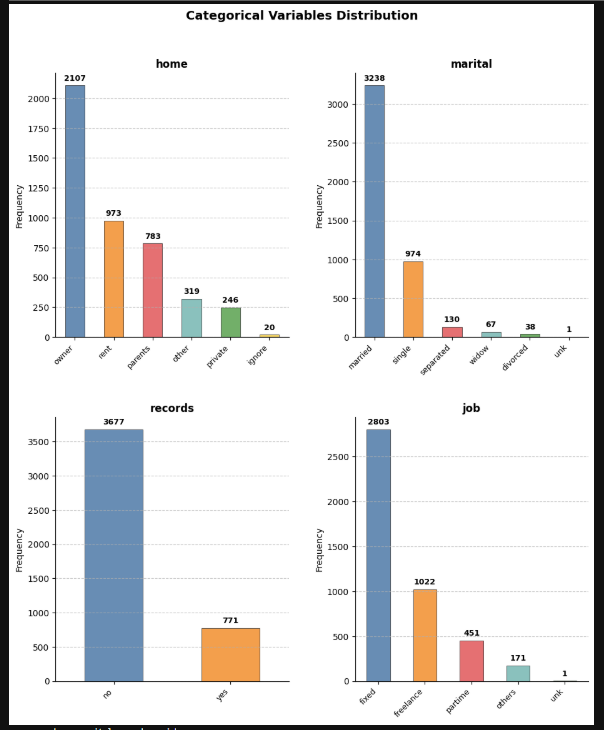 Categorical Variables Distribution
home
Frequency
2000
1750
1500
1250
1000
750
500
250
0
2107
973
783
319
246
20
owner
rent
parents
other
private
ignore
marital
Frequency
3000
2500
2000
1500
1000
500
0
3238
974
130
67
38
1
married
single
separated
widow
divorced
unk
records
Frequency
3500
3000
2500
2000
1500
1000
500
0
3677
771
no
yes
job
Frequency
2500
2000
1500
1000
500
0
2803
1022
451
171
1
fixed
freelance
partime
others
unk